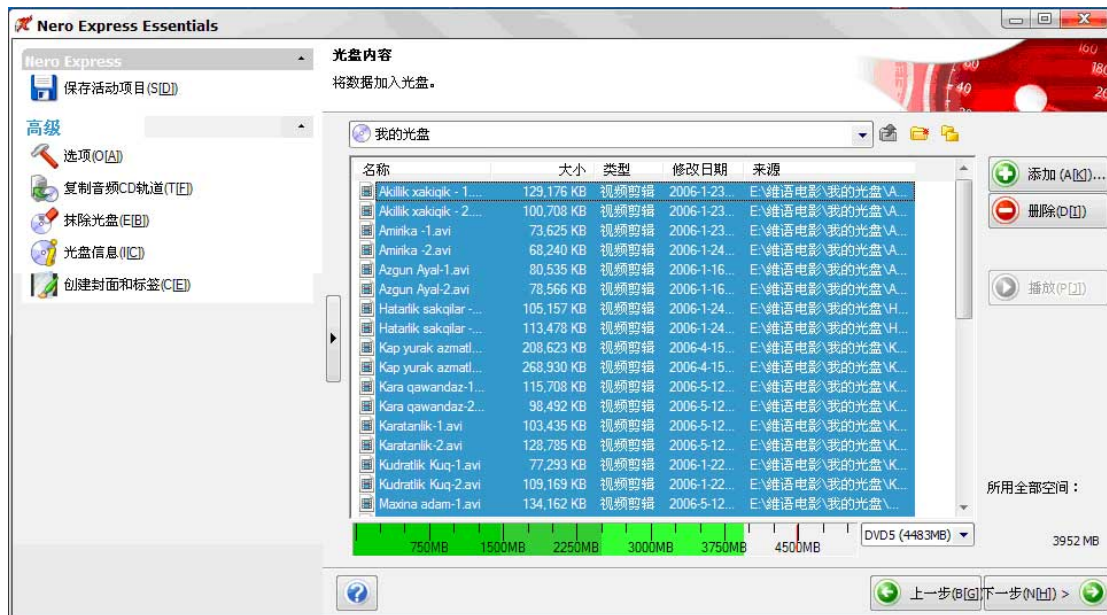 Nero Express Essentials
Nero Express
保存活动项目(S[D])
高级
选项(O[A])
复制音频CD轨道(T[F])
抹除光盘(E[B])
光盘信息(I[C])
创建封面和标签(C[E])
光盘内容
将数据加入光盘。
我的光盘
名称 大小 类型 修改日期 来源
Akillik xakiqik - 1.... 129,176 KB 视频剪辑 2006-1-23... E:\维语电影\我的光盘\A...
Akillik xakiqik - 2.... 100,708 KB 视频剪辑 2006-1-23... E:\维语电影\我的光盘\A...
Amirika -1.avi 73,625 KB 视频剪辑 2006-1-23... E:\维语电影\我的光盘\A...
Amirika -2.avi 68,240 KB 视频剪辑 2006-1-24... E:\维语电影\我的光盘\A...
Azgun Ayal-1.avi 80,535 KB 视频剪辑 2006-1-16... E:\维语电影\我的光盘\A...
Azgun Ayal-2.avi 78,566 KB 视频剪辑 2006-1-16... E:\维语电影\我的光盘\A...
Hatarlik sakqilar -... 105,157 KB 视频剪辑 2006-1-24... E:\维语电影\我的光盘\H...
Hatarlik sakqilar -... 113,478 KB 视频剪辑 2006-1-24... E:\维语电影\我的光盘\H...
Kap yurak azmatl... 208,623 KB 视频剪辑 2006-4-15... E:\维语电影\我的光盘\K...
Kap yurak azmatl... 268,930 KB 视频剪辑 2006-4-15... E:\维语电影\我的光盘\K...
Kara qawandaz-1... 115,708 KB 视频剪辑 2006-5-12... E:\维语电影\我的光盘\K...
Kara qawandaz-2... 98,492 KB 视频剪辑 2006-5-12... E:\维语电影\我的光盘\K...
Karatanlik-1.avi 103,435 KB 视频剪辑 2006-5-12... E:\维语电影\我的光盘\K...
Karatanlik-2.avi 128,785 KB 视频剪辑 2006-5-12... E:\维语电影\我的光盘\K...
Kudratlik Kuq-1.avi 77,293 KB 视频剪辑 2006-1-22... E:\维语电影\我的光盘\K...
Kudratlik Kuq-2.avi 109,169 KB 视频剪辑 2006-1-22... E:\维语电影\我的光盘\K...
Maxina adam-1.avi 134,162 KB 视频剪辑 2006-5-12... E:\维语电影\我的光盘\...
添加 (A[K])...
删除(D[I])
播放(P[J])
所用全部空间：
750MB 1500MB 2250MB 3000MB 3750MB 4500MB
DVD5 (4483MB)
3952 MB
上一步(B[G]
下一步(N[H]) >